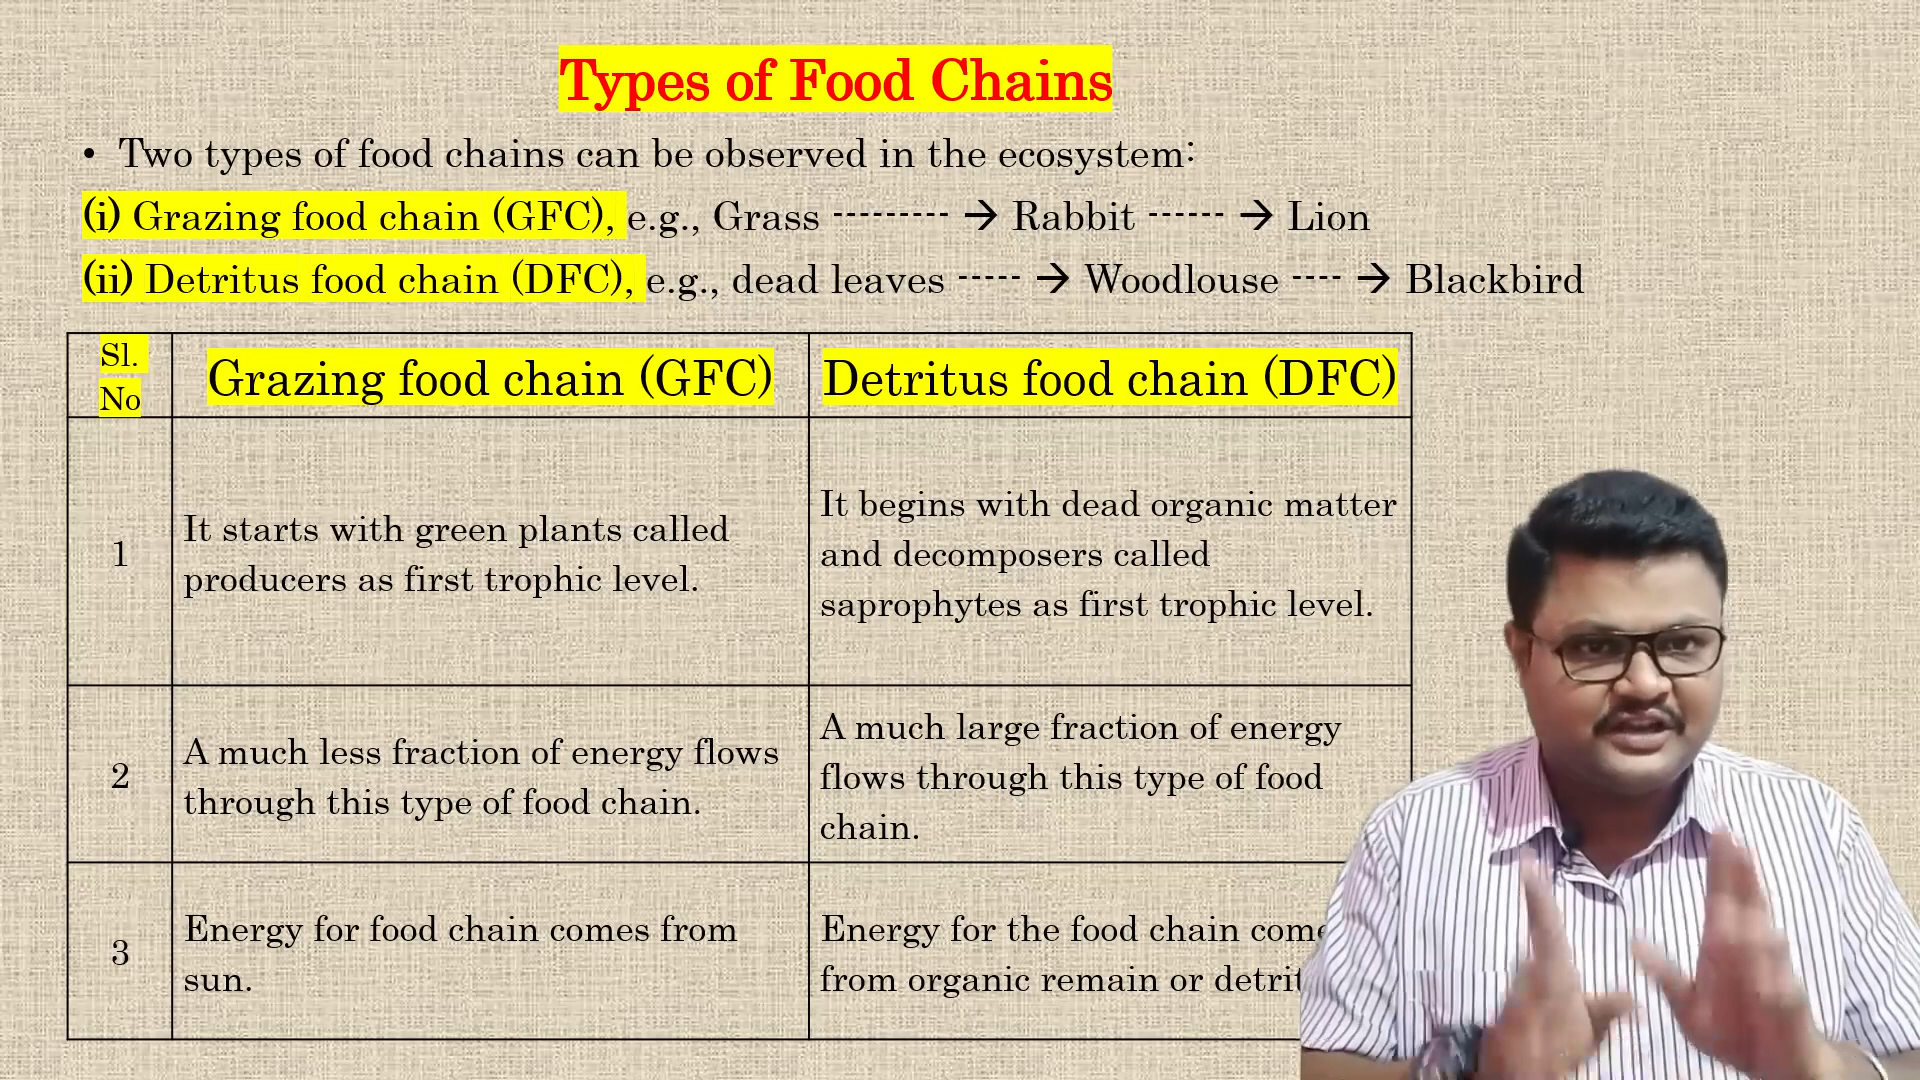 Types of Food Chains
• Two types of food chains can be observed in the ecosystem:
(i) Grazing food chain (GFC), e.g., Grass --------- → Rabbit ------ → Lion
(ii) Detritus food chain (DFC), e.g., dead leaves ----- → Woodlouse ---- → Blackbird
Sl.
No
Grazing food chain (GFC)
Detritus food chain (DFC)
1
It starts with green plants called
producers as first trophic level.
It begins with dead organic matter
and decomposers called
saprophytes as first trophic level.
2
A much less fraction of energy flows
through this type of food chain.
A much large fraction of energy
flows through this type of food
chain.
3
Energy for food chain comes from
sun.
Energy for the food chain
from organic remain or